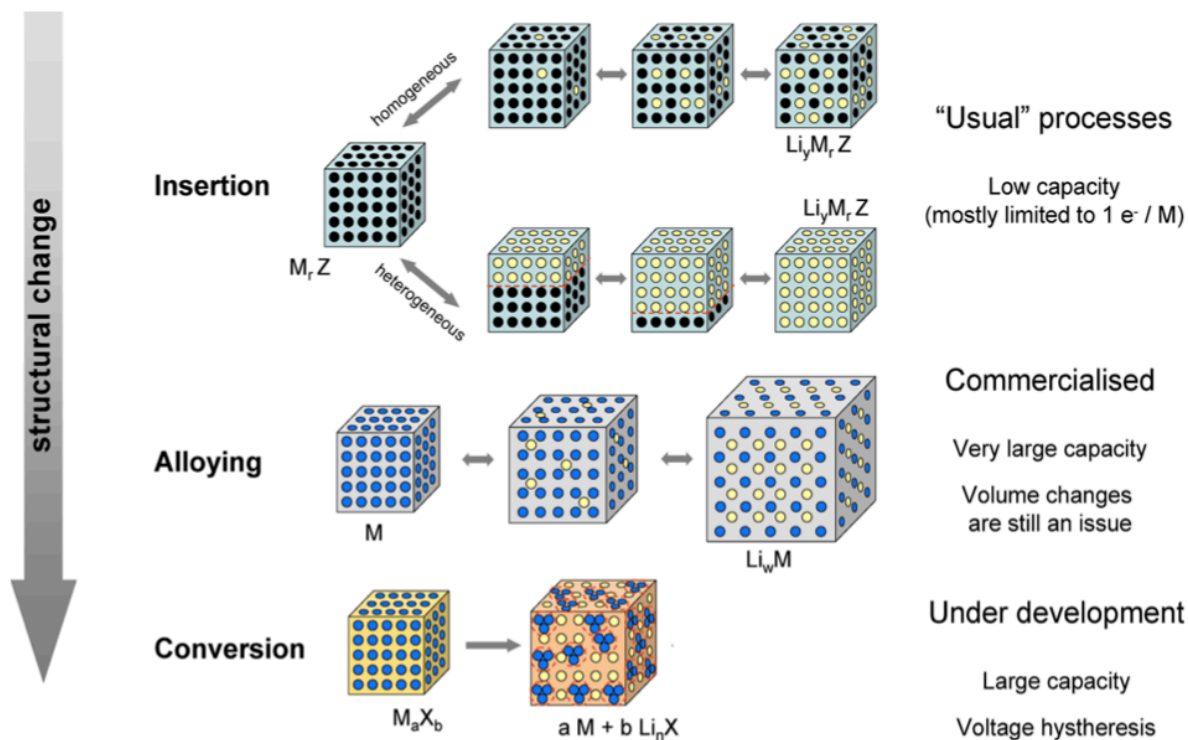 structural change
Insertion
homogeneous
heterogeneous
MᵣZ
LiyMᵣZ
LiyMᵣZ
“Usual” processes
Low capacity
(mostly limited to 1 e⁻ / M)
Alloying
M
LiwM
Commercialised
Very large capacity
Volume changes
are still an issue
Conversion
MₐXb
a M + b LiₙX
Under development
Large capacity
Voltage hystheresis